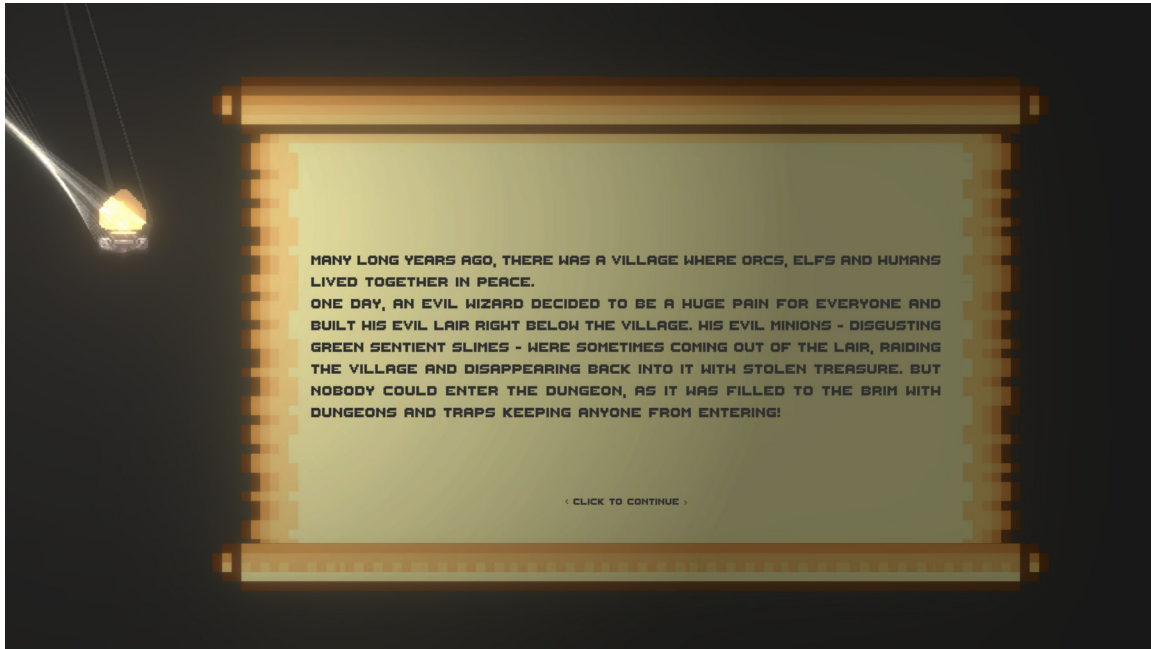 MANY LONG YEARS AGO, THERE WAS A VILLAGE WHERE ORCS, ELFS AND HUMANS
LIVED TOGETHER IN PEACE.
ONE DAY, AN EVIL WIZARD DECIDED TO BE A HUGE PAIN FOR EVERYONE AND
BUILT HIS EVIL LAIR RIGHT BELOW THE VILLAGE. HIS EVIL MINIONS - DISGUSTING
GREEN SENTIENT SLIMES - WERE SOMETIMES COMING OUT OF THE LAIR, RAIDING
THE VILLAGE AND DISAPPEARING BACK INTO IT WITH STOLEN TREASURE. BUT
NOBODY COULD ENTER THE DUNGEON, AS IT WAS FILLED TO THE BRIM WITH
DUNGEONS AND TRAPS KEEPING ANYONE FROM ENTERING!
< CLICK TO CONTINUE >